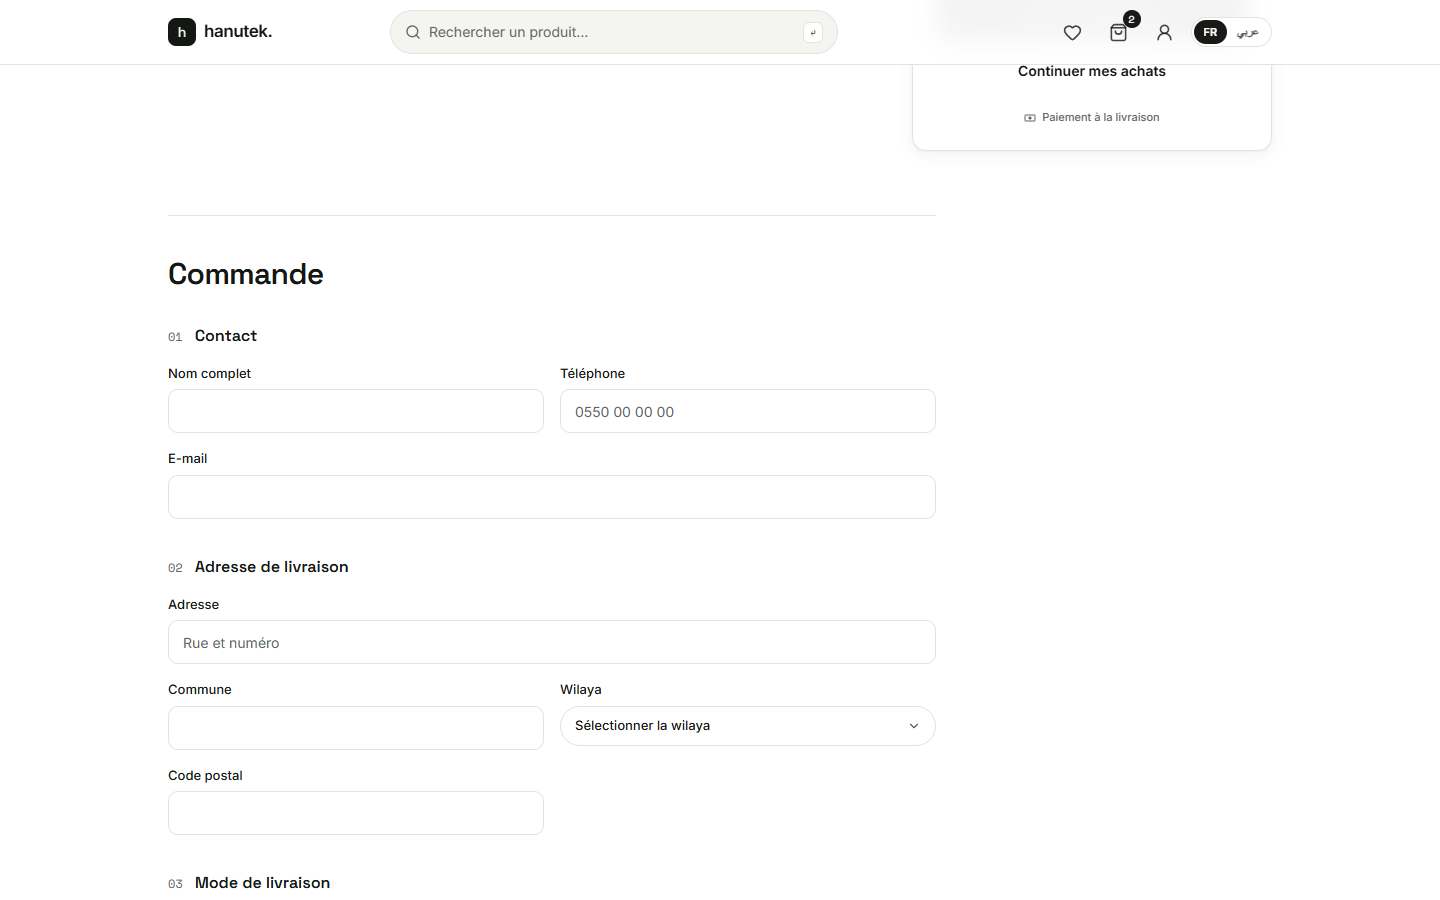 h hanutek.
Rechercher un produit...
2
FR عربي
Continuer mes achats
Paiement à la livraison
Commande
01 Contact
Nom complet
Téléphone
0550 00 00 00
E-mail
02 Adresse de livraison
Adresse
Rue et numéro
Commune
Wilaya
Sélectionner la wilaya
Code postal
03 Mode de livraison